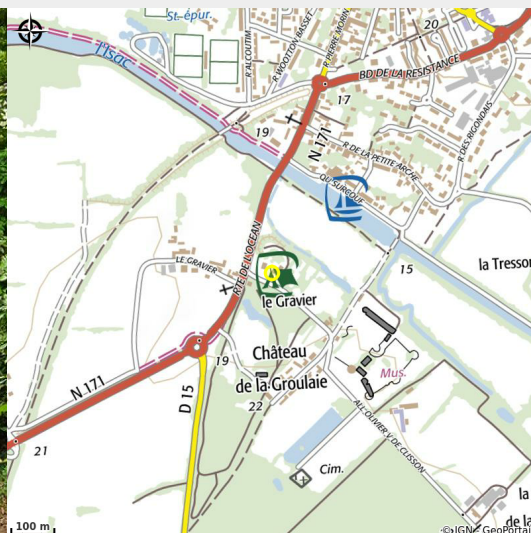 St.-épur.
l'Isac
R ALCOUTIM
R WOOTTON BASSET
R PIERRE MORIN
20
BD DE LA RESISTANCE
17
19
N 171
R DE LA PETITE ARCHE
R DES RIGONDAIS
QU SURCOUF
RTE DE L'OCEAN
LE GRAVIER
15
la Tressor
le Gravier
19
Château
de la Groulaie
Mus.
N 171
D 15
22
ALL OLIVIER V DE CLISSON
21
Cim.
la
de la
100 m
© IGN - GeoPortail